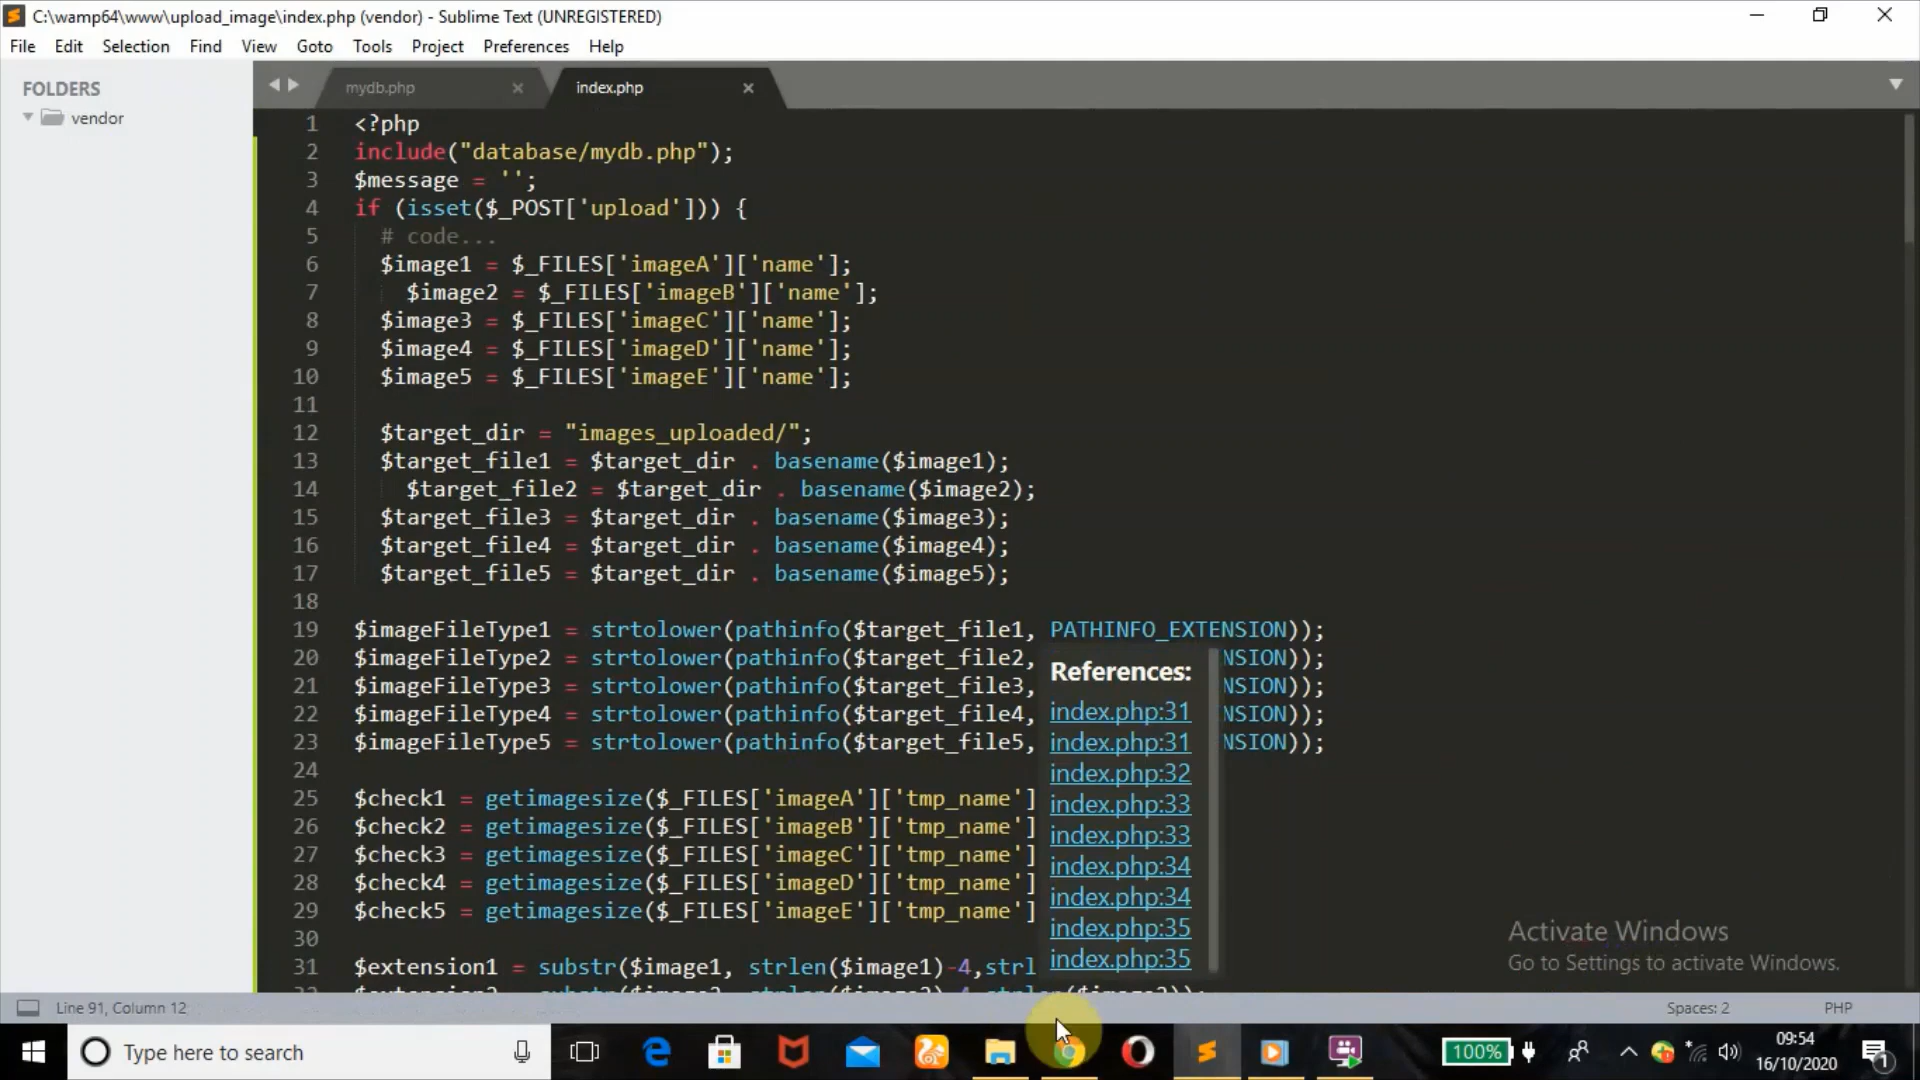 C:\wamp64\www\upload_image\index.php (vendor) - Sublime Text (UNREGISTERED)
File Edit Selection Find View Goto Tools Project Preferences Help
FOLDERS
vendor
mydb.php
index.php
1 <?php
2 include("database/mydb.php");
3 $message = '';
4 if (isset($_POST['upload'])) {
5 # code...
6 $image1 = $_FILES['imageA']['name'];
7 $image2 = $_FILES['imageB']['name'];
8 $image3 = $_FILES['imageC']['name'];
9 $image4 = $_FILES['imageD']['name'];
10 $image5 = $_FILES['imageE']['name'];
11
12 $target_dir = "images_uploaded/";
13 $target_file1 = $target_dir . basename($image1);
14 $target_file2 = $target_dir . basename($image2);
15 $target_file3 = $target_dir . basename($image3);
16 $target_file4 = $target_dir . basename($image4);
17 $target_file5 = $target_dir . basename($image5);
18
19 $imageFileType1 = strtolower(pathinfo($target_file1, PATHINFO_EXTENSION));
20 $imageFileType2 = strtolower(pathinfo($target_file2, NSION));
21 $imageFileType3 = strtolower(pathinfo($target_file3, NSION));
22 $imageFileType4 = strtolower(pathinfo($target_file4, NSION));
23 $imageFileType5 = strtolower(pathinfo($target_file5, NSION));
24
25 $check1 = getimagesize($_FILES['imageA']['tmp_name']
26 $check2 = getimagesize($_FILES['imageB']['tmp_name']
27 $check3 = getimagesize($_FILES['imageC']['tmp_name']
28 $check4 = getimagesize($_FILES['imageD']['tmp_name']
29 $check5 = getimagesize($_FILES['imageE']['tmp_name']
30
31 $extension1 = substr($image1, strlen($image1)-4,strl
References:
index.php:31
index.php:31
index.php:32
index.php:33
index.php:33
index.php:34
index.php:34
index.php:35
index.php:35
Activate Windows
Go to Settings to activate Windows.
Line 91, Column 12
Spaces: 2
PHP
Type here to search
100%
09:54
16/10/2020
1